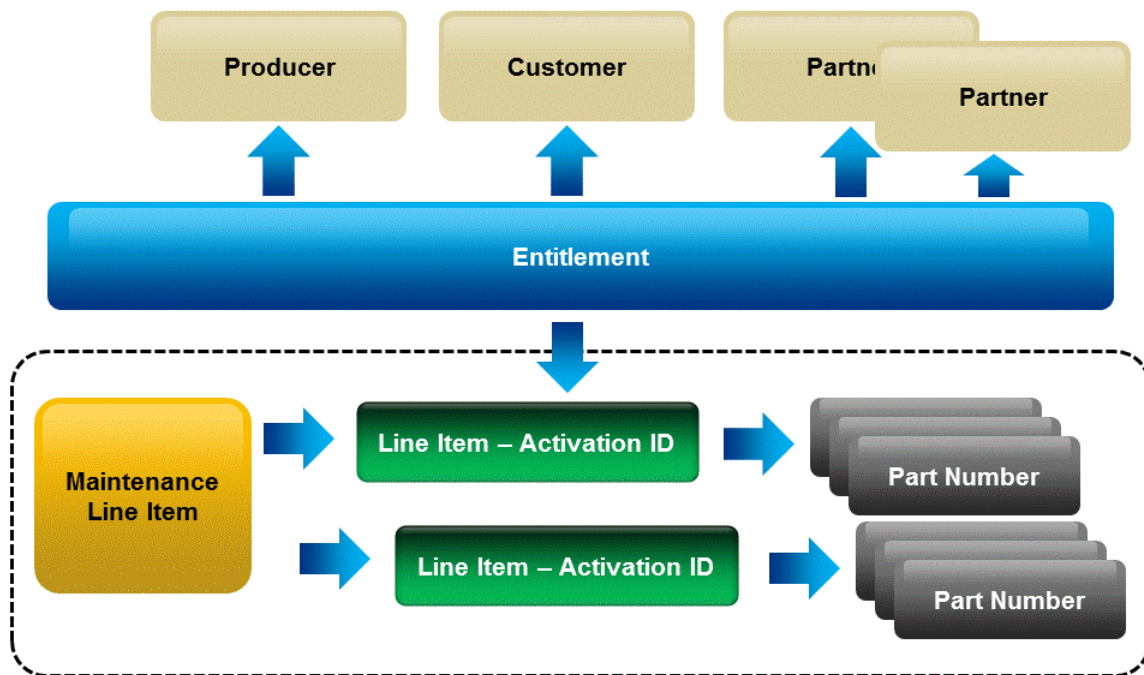 Producer
Customer
Partne
Partner
Entitlement
Maintenance
Line Item
Line Item – Activation ID
Part Number
Line Item – Activation ID
Part Number